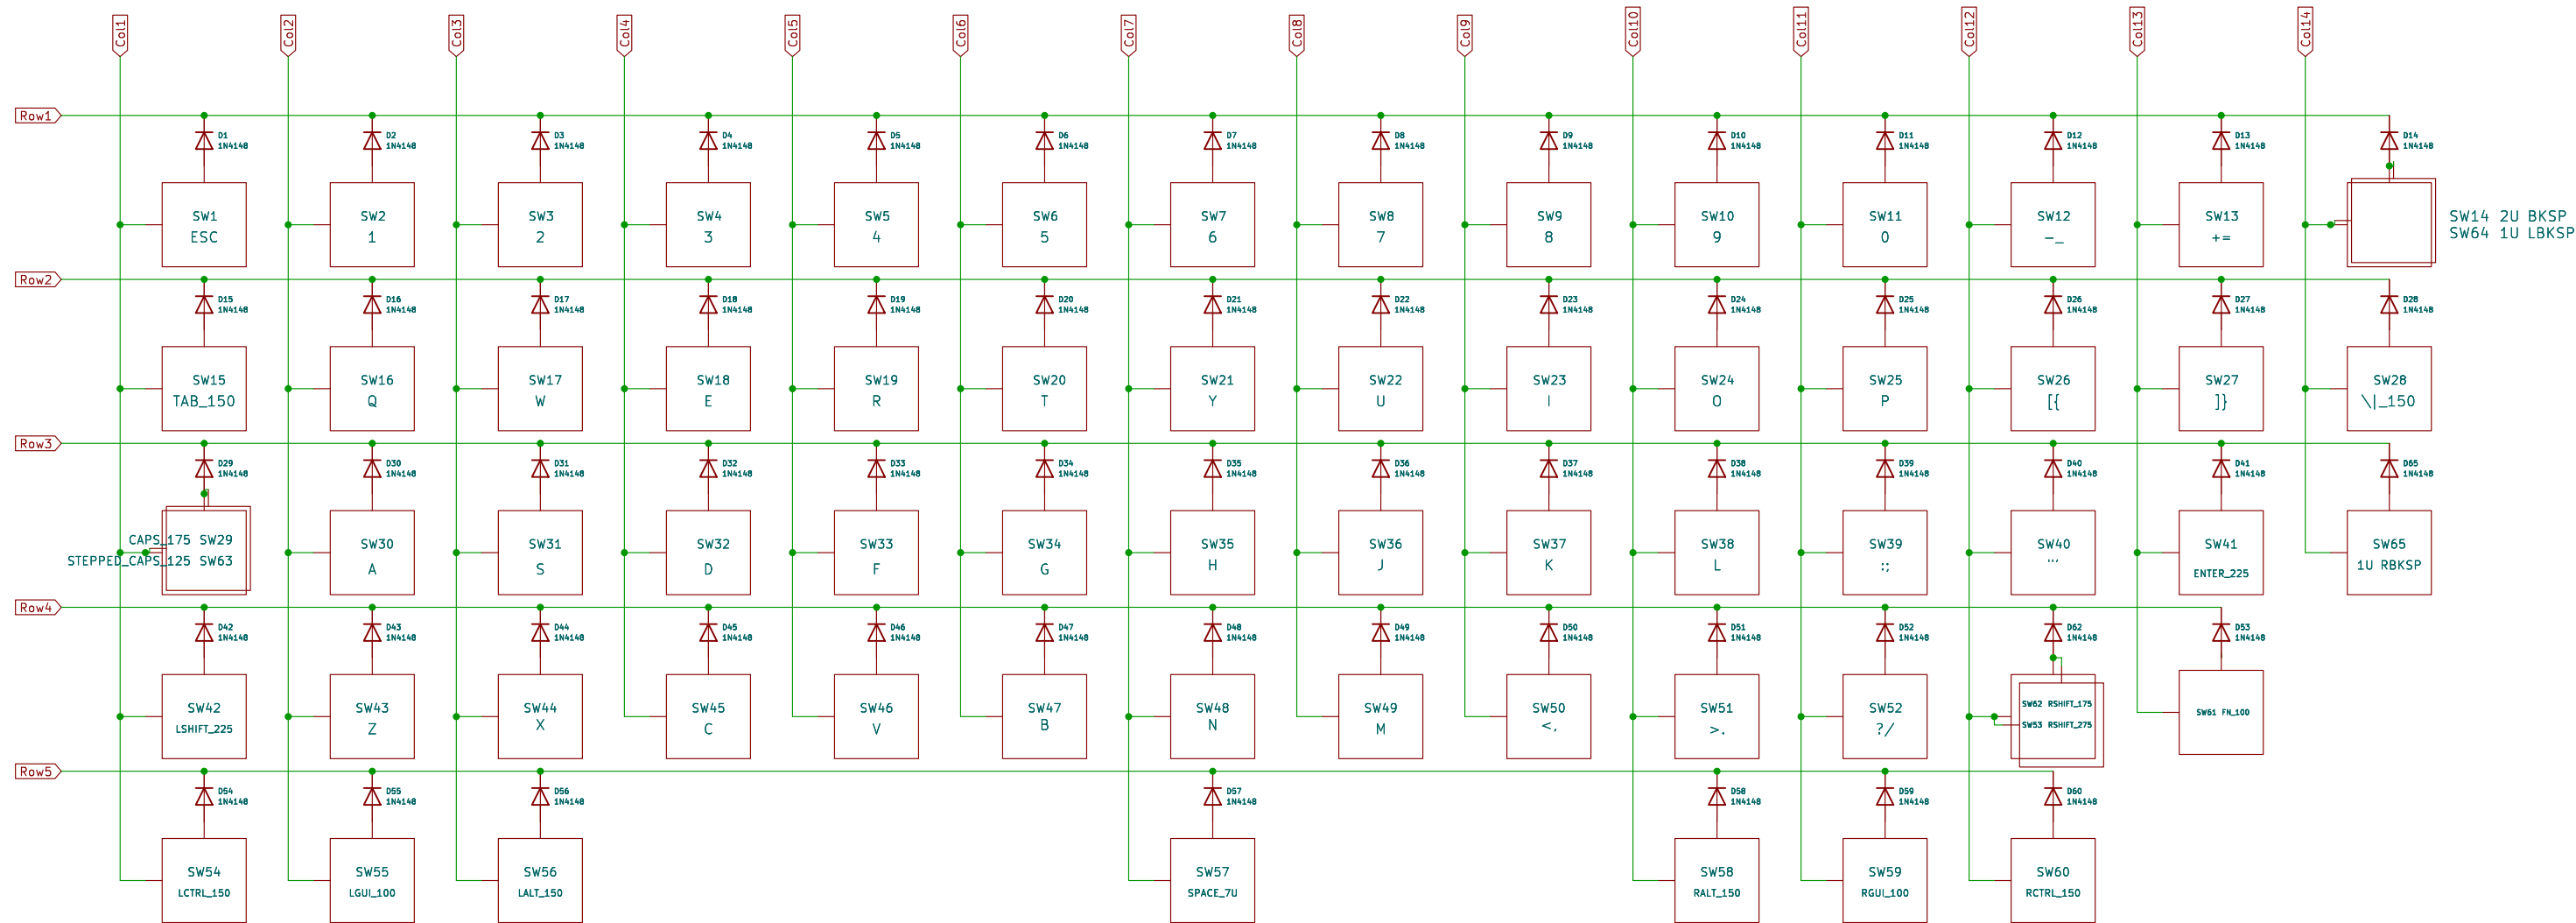 Col1 Col2 Col3 Col4 Col5 Col6 Col7 Col8 Col9 Col10 Col11 Col12 Col13 Col14
Row1
D1 D2 D3 D4 D5 D6 D7 D8 D9 D10 D11 D12 D13 D14
1N4148 1N4148 1N4148 1N4148 1N4148 1N4148 1N4148 1N4148 1N4148 1N4148 1N4148 1N4148 1N4148 1N4148
SW1 SW2 SW3 SW4 SW5 SW6 SW7 SW8 SW9 SW10 SW11 SW12 SW13 SW14 2U BKSP
ESC 1 2 3 4 5 6 7 8 9 0 -_ += SW64 1U LBKSP
Row2
D15 D16 D17 D18 D19 D20 D21 D22 D23 D24 D25 D26 D27 D28
1N4148 1N4148 1N4148 1N4148 1N4148 1N4148 1N4148 1N4148 1N4148 1N4148 1N4148 1N4148 1N4148 1N4148
SW15 SW16 SW17 SW18 SW19 SW20 SW21 SW22 SW23 SW24 SW25 SW26 SW27 SW28
TAB_150 Q W E R T Y U I O P [{ ]} \|_150
Row3
D29 D30 D31 D32 D33 D34 D35 D36 D37 D38 D39 D40 D41 D65
1N4148 1N4148 1N4148 1N4148 1N4148 1N4148 1N4148 1N4148 1N4148 1N4148 1N4148 1N4148 1N4148 1N4148
CAPS_175 SW29 SW30 SW31 SW32 SW33 SW34 SW35 SW36 SW37 SW38 SW39 SW40 SW41 SW65
STEPPED_CAPS_125 SW63 A S D F G H J K L :; "' ENTER_225 1U RBKSP
Row4
D42 D43 D44 D45 D46 D47 D48 D49 D50 D51 D52 D62 D53
1N4148 1N4148 1N4148 1N4148 1N4148 1N4148 1N4148 1N4148 1N4148 1N4148 1N4148 1N4148 1N4148
SW42 SW43 SW44 SW45 SW46 SW47 SW48 SW49 SW50 SW51 SW52 SW62 RSHIFT_175 SW61 FN_100
LSHIFT_225 Z X C V B N M <, >. ?/ SW53 RSHIFT_275
Row5
D54 D55 D56 D57 D58 D59 D60
1N4148 1N4148 1N4148 1N4148 1N4148 1N4148 1N4148
SW54 SW55 SW56 SW57 SW58 SW59 SW60
LCTRL_150 LGUI_100 LALT_150 SPACE_7U RALT_150 RGUI_100 RCTRL_150